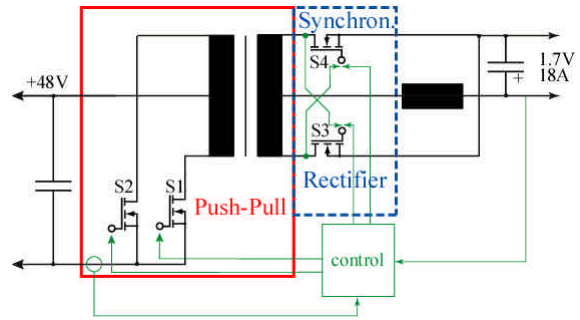 Synchron.
S4
1.7V
18A
+
+48V
S3
S2
S1
Push-Pull
Rectifier
control